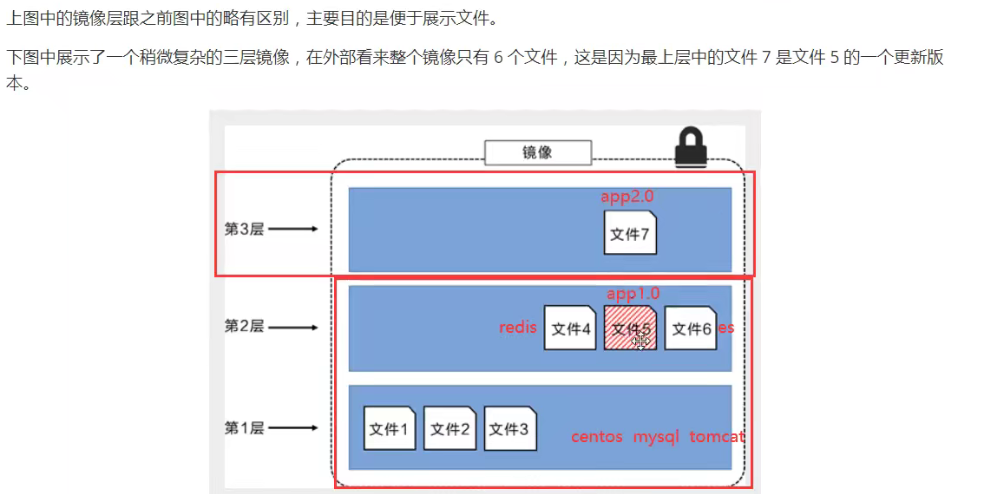 上图中的镜像层跟之前图中的略有区别，主要目的是便于展示文件。
下图中展示了一个稍微复杂的三层镜像，在外部看来整个镜像只有 6 个文件，这是因为最上层中的文件 7 是文件 5 的一个更新版
本。
镜像
app2.0
第3层
文件7
app1.0
第2层
redis 文件4 文件5 文件6 es
第1层
文件1 文件2 文件3
centos mysql tomcat